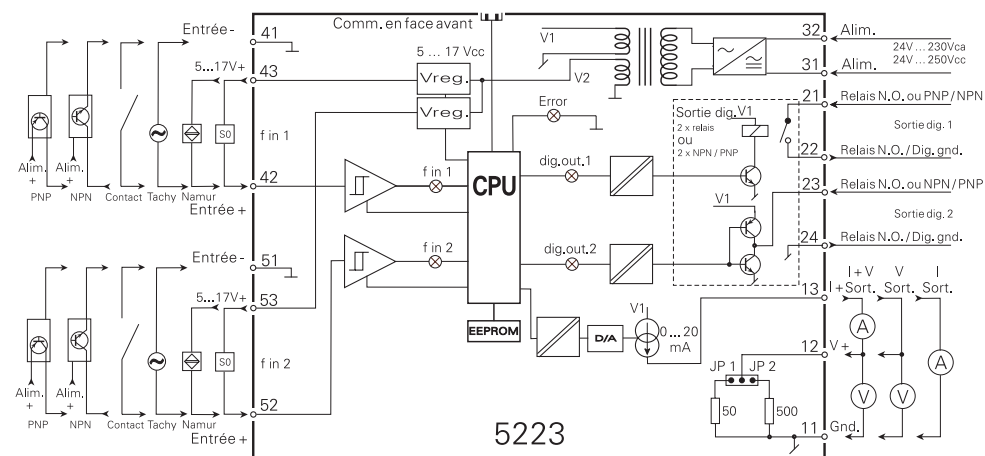 Comm. en face avant
Entrée -
41
5 ... 17 Vcc
V1
32
Alim.
24V ... 230Vca
24V ... 250Vcc
5...17V+
43
Vreg.
V2
31
Alim.
Vreg.
Error
21
Relais N.O. ou PNP / NPN
Sortie dig.
V1
2 x relais
ou
2 x NPN / PNP
Sortie dig. 1
S0
f in 1
22
Relais N.O. / Dig. gnd.
Alim.
+
Alim.
+
PNP
NPN
Contact
Tachy
Namur
42
Entrée +
f in 1
CPU
dig.out.1
23
Relais N.O. ou NPN / PNP
V1
Sortie dig. 2
f in 2
dig.out.2
24
Relais N.O. / Dig. gnd.
Entrée -
51
5...17V+
53
I + V
Sort.
V
Sort.
I
Sort.
13
I +
EEPROM
D/A
V1
0 ... 20
mA
A
12
V +
JP 1
JP 2
A
S0
f in 2
Alim.
+
Alim.
+
PNP
NPN
Contact
Tachy
Namur
52
Entrée +
50
500
V
V
11
Gnd.
5223